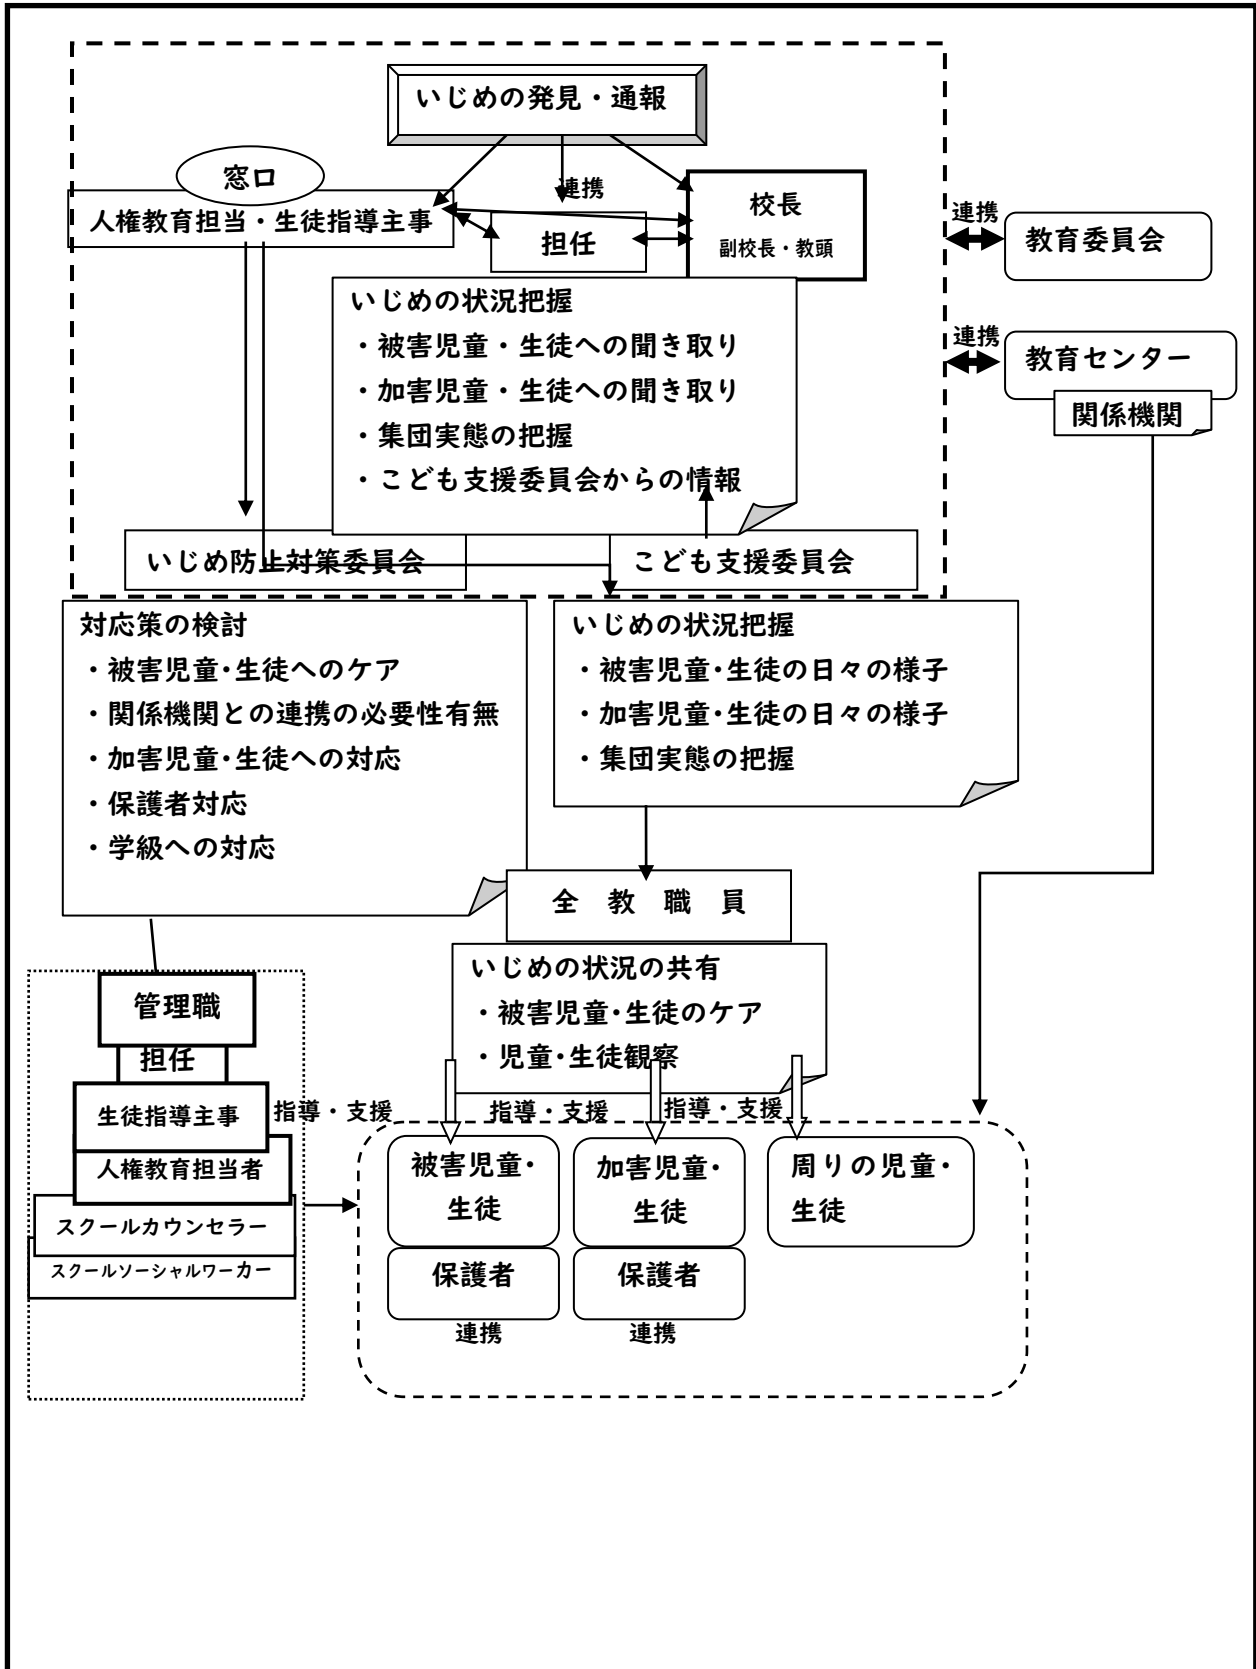 いじめの発見・通報
窓口
連携
人権教育担当・生徒指導主事
担任
校長
副校長・教頭
連携
教育委員会
いじめの状況把握
・被害児童・生徒への聞き取り
・加害児童・生徒への聞き取り
・集団実態の把握
・こども支援委員会からの情報
連携
教育センター
関係機関
いじめ防止対策委員会
こども支援委員会
対応策の検討
・被害児童・生徒へのケア
・関係機関との連携の必要性有無
・加害児童・生徒への対応
・保護者対応
・学級への対応
いじめの状況把握
・被害児童・生徒の日々の様子
・加害児童・生徒の日々の様子
・集団実態の把握
全 教 職 員
いじめの状況の共有
・被害児童・生徒のケア
・児童・生徒観察
管理職
担任
生徒指導主事
人権教育担当者
スクールカウンセラー
スクールソーシャルワーカー
指導・支援
指導・支援
指導・支援
被害児童・
生徒
加害児童・
生徒
周りの児童・
生徒
保護者
保護者
連携
連携